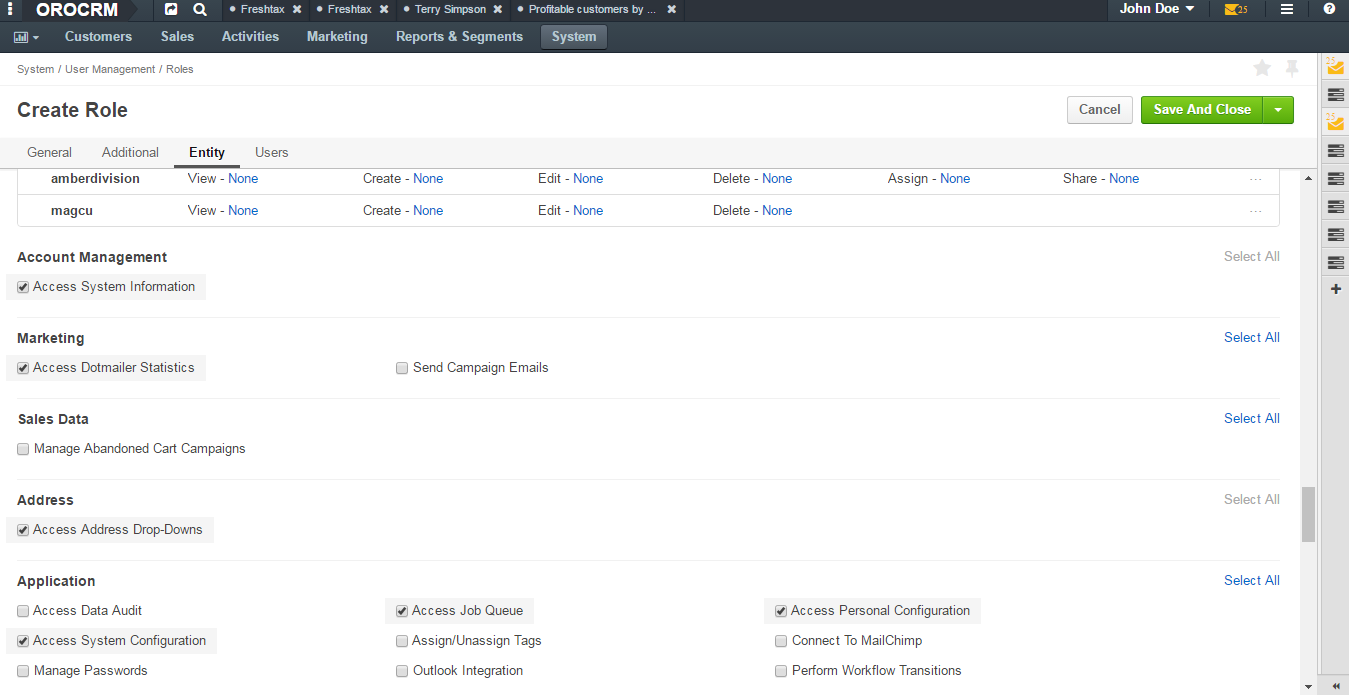 OROCRM Freshtax Freshtax Terry Simpson Profitable customers by ... John Doe 25
Customers Sales Activities Marketing Reports & Segments System
System / User Management / Roles
25
Create Role Cancel Save And Close
25
General Additional Entity Users
amberdivision View - None Create - None Edit - None Delete - None Assign - None Share - None ...
magcu View - None Create - None Edit - None Delete - None ...
Account Management Select All
Access System Information
Marketing Select All
Access Dotmailer Statistics Send Campaign Emails
Sales Data Select All
Manage Abandoned Cart Campaigns
Address Select All
Access Address Drop-Downs
Application Select All
Access Data Audit Access Job Queue Access Personal Configuration
Access System Configuration Assign/Unassign Tags Connect To MailChimp
Manage Passwords Outlook Integration Perform Workflow Transitions